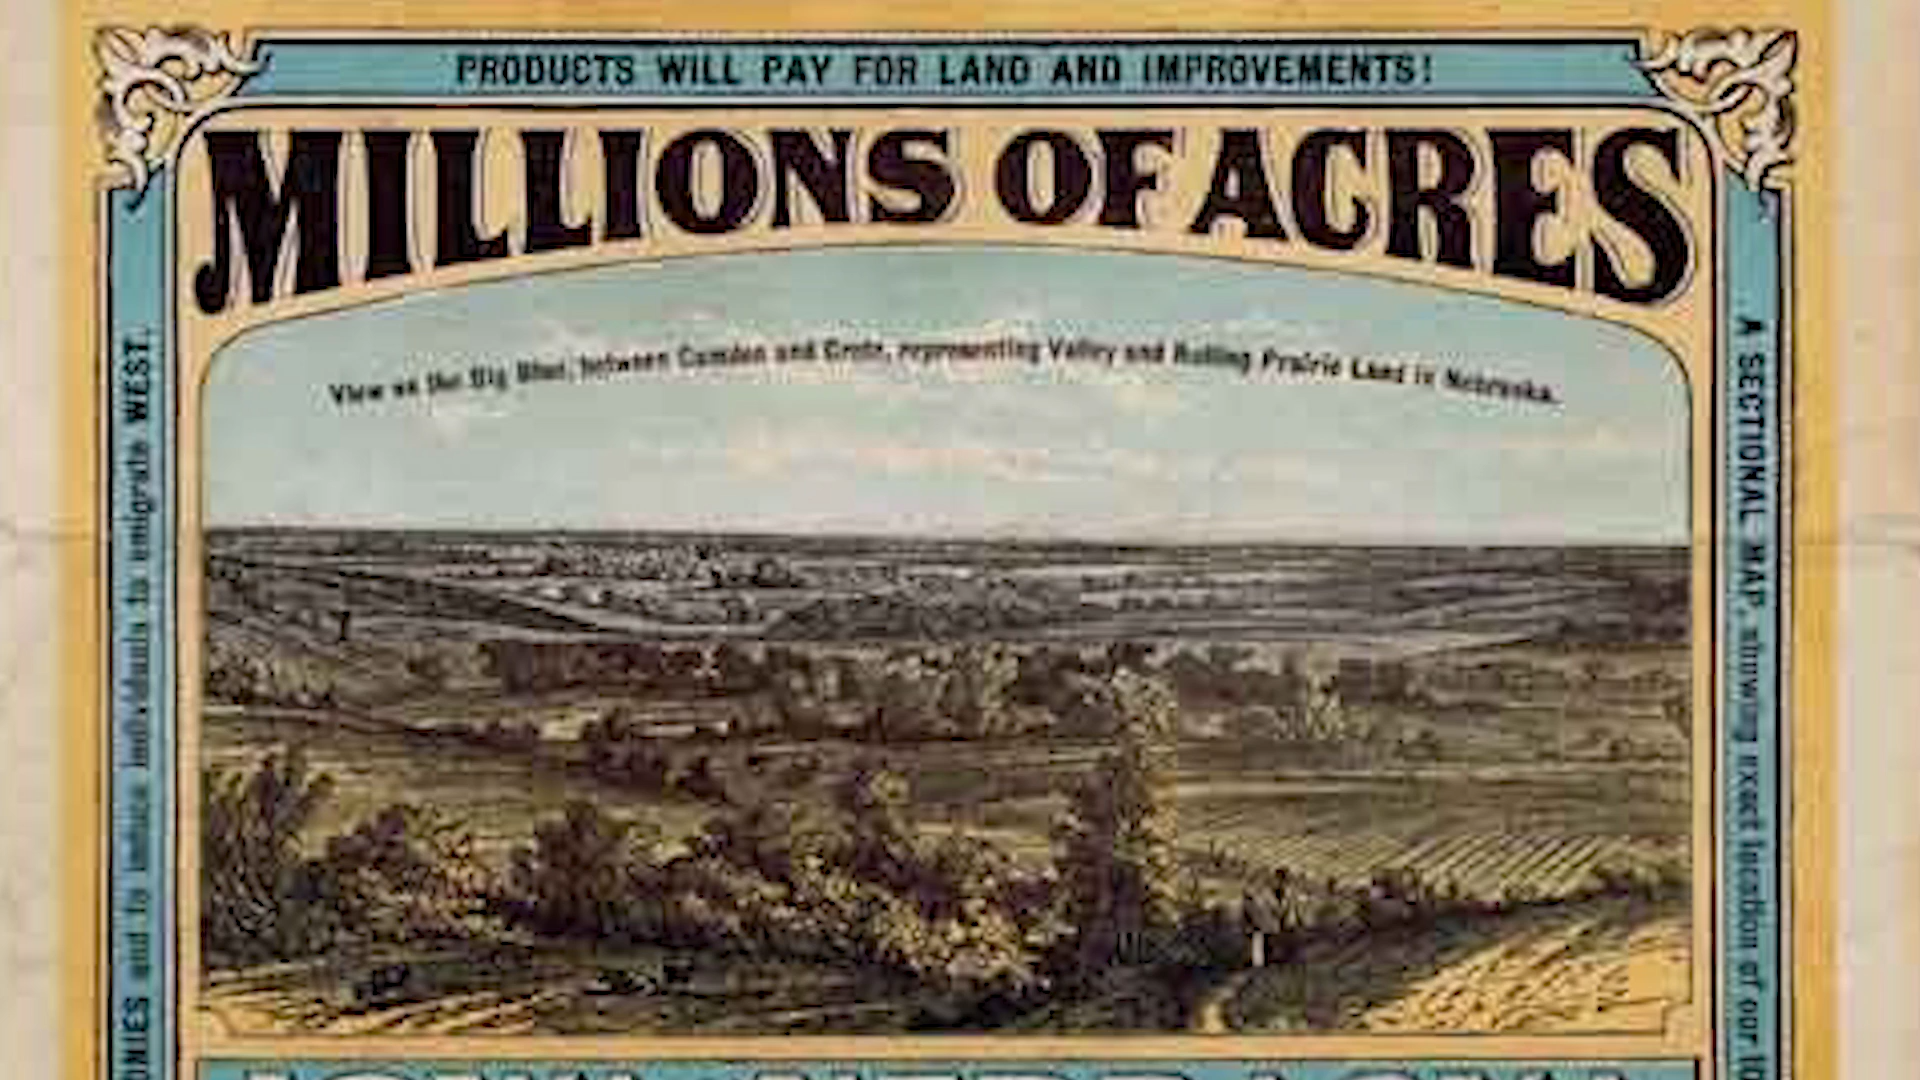 PRODUCTS WILL PAY FOR LAND AND IMPROVEMENTS!
MILLIONS OF ACRES
View on the Big Blue, between Camden and Crete, representing Valley and Rolling Prairie Land in Nebraska.
ONIES and to induce individuals to emigrate WEST.
A SECTIONAL MAP, showing exact location of our